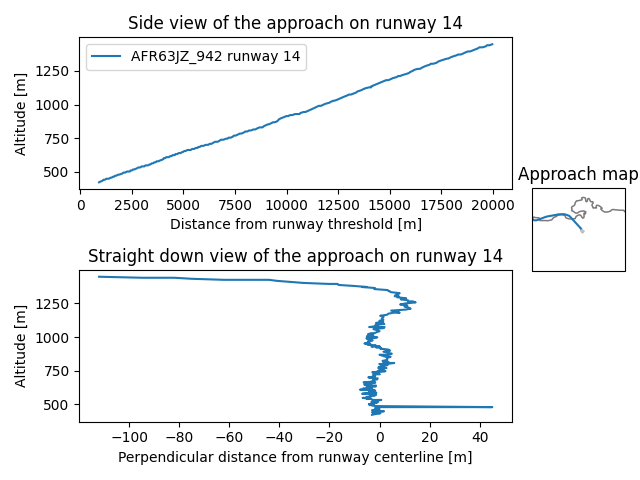 Side view of the approach on runway 14
AFR63JZ_942 runway 14
Altitude [m]
1250
1000
750
500
0 2500 5000 7500 10000 12500 15000 17500 20000
Distance from runway threshold [m]
Approach map
Straight down view of the approach on runway 14
Altitude [m]
1250
1000
750
500
−100 −80 −60 −40 −20 0 20 40
Perpendicular distance from runway centerline [m]